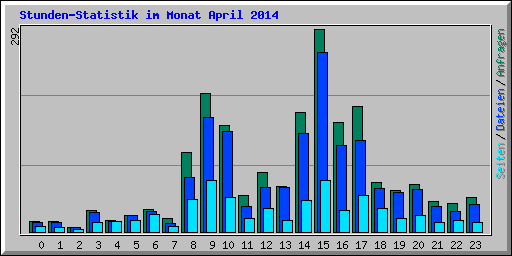 Stunden-Statistik im Monat April 2014
292
Seiten / Dateien / Anfragen
0 1 2 3 4 5 6 7 8 9 10 11 12 13 14 15 16 17 18 19 20 21 22 23